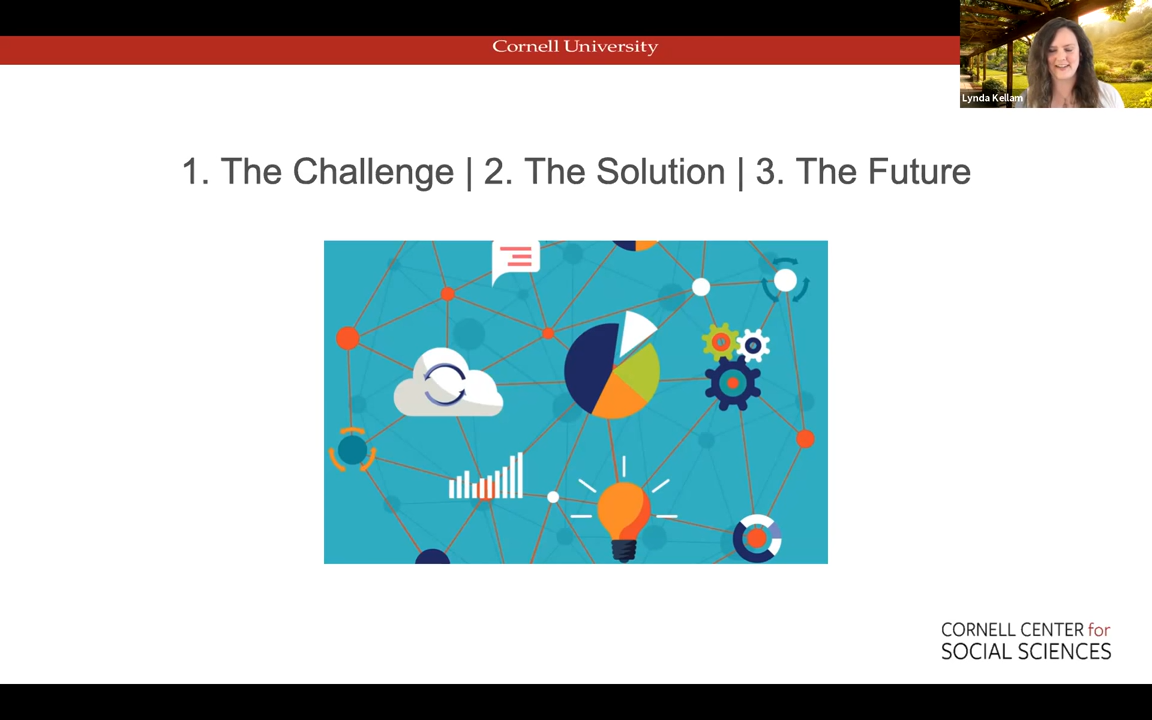 Cornell University
Lynda Kellam
1. The Challenge | 2. The Solution | 3. The Future
CORNELL CENTER for
SOCIAL SCIENCES